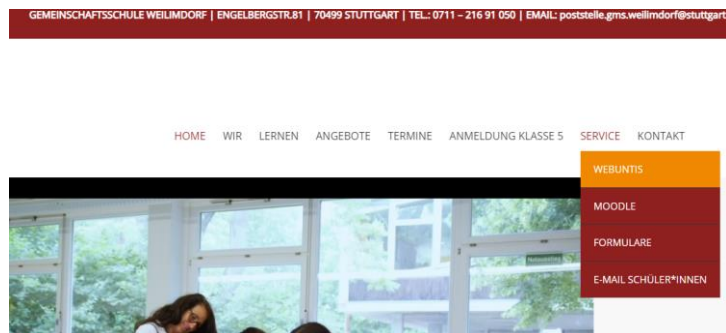 GEMEINSCHAFTSSCHULE WEILIMDORF | ENGELBERGSTR.81 | 70499 STUTTGART | TEL.: 0711 – 216 91 050 | EMAIL: poststelle.gms.weilimdorf@stuttgart
HOME WIR LERNEN ANGEBOTE TERMINE ANMELDUNG KLASSE 5 SERVICE KONTAKT
WEBUNTIS
MOODLE
FORMULARE
E-MAIL SCHÜLER*INNEN